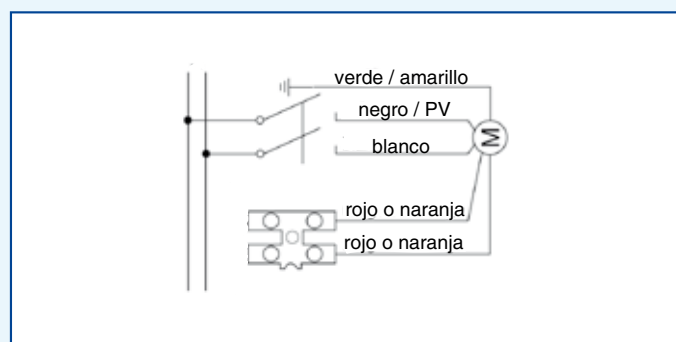 verde / amarillo
negro / PV
blanco
M
rojo o naranja
rojo o naranja